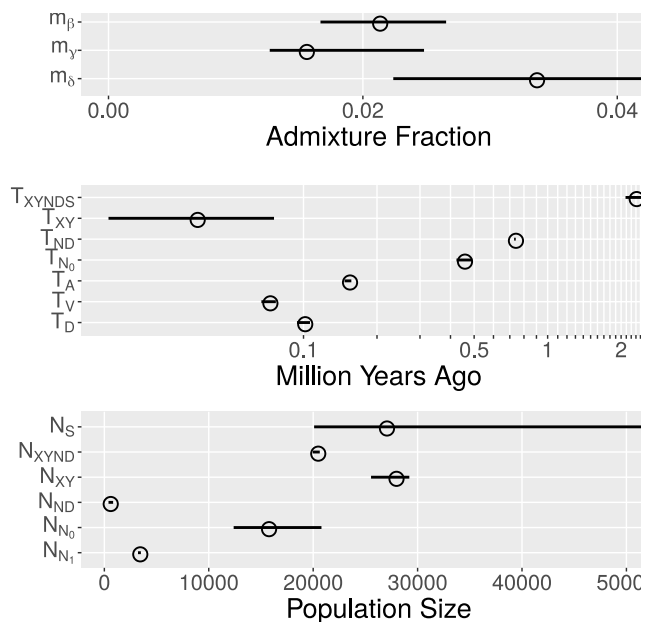 mβ
mγ
mδ
0.00 0.02 0.04
Admixture Fraction
TXYNDS
TXY
TND
TN0
TA
TV
TD
0.1 0.5 1 2
Million Years Ago
NS
NXYND
NXY
NND
NN0
NN1
0 10000 20000 30000 40000 5000
Population Size